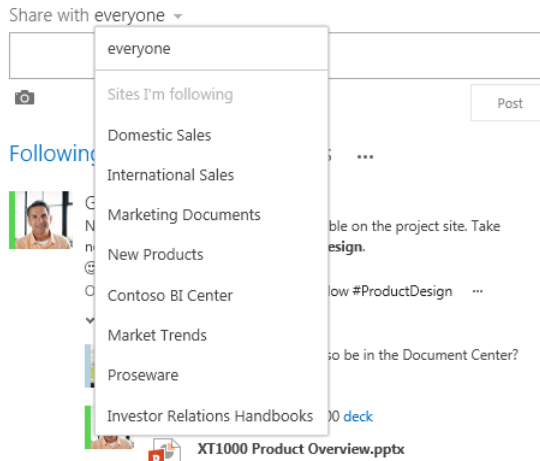 Share with everyone
everyone
Sites I'm following
Post
Domestic Sales
Following
...
International Sales
Marketing Documents
ble on the project site. Take
esign.
New Products
Contoso BI Center
low #ProductDesign ...
Market Trends
so be in the Document Center?
Proseware
Investor Relations Handbooks
00 deck
XT1000 Product Overview.pptx